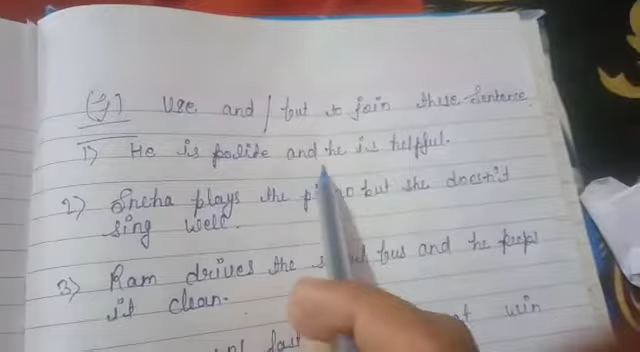 (g) Use and / but to join these Sentence
1) He is polite and he is helpful.
2) Sneha plays the but she doesn't
sing well.
3) Ram drives the bus and he keeps
it clean.
win